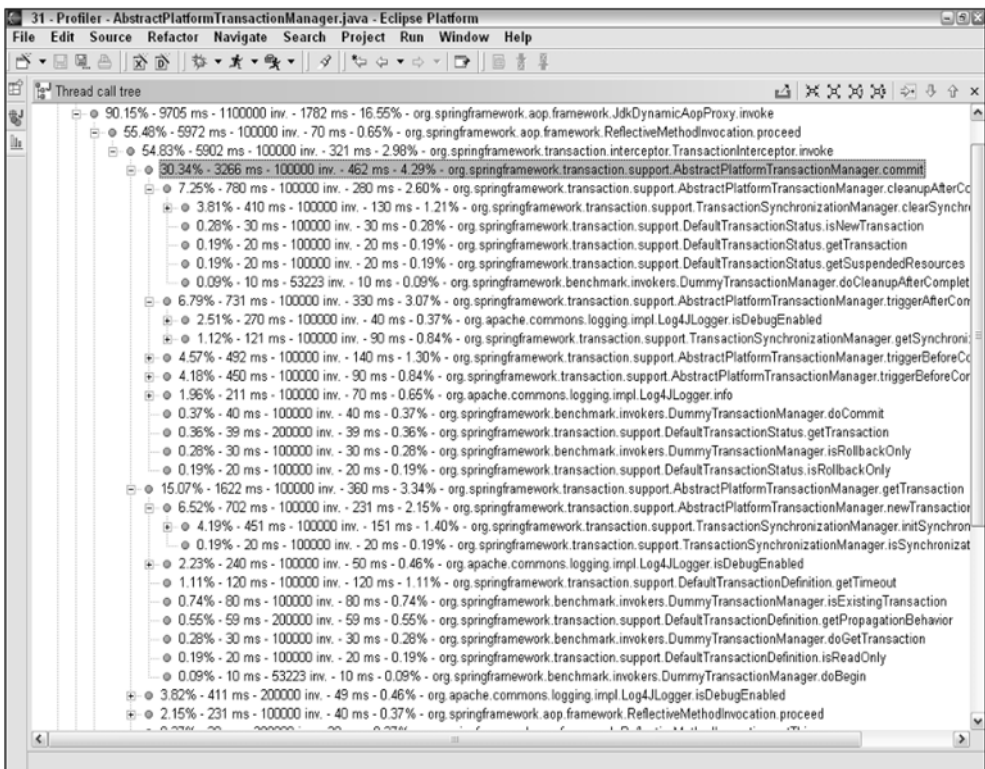 31 - Profiler - AbstractPlatformTransactionManager.java - Eclipse Platform
File Edit Source Refactor Navigate Search Project Run Window Help
Thread call tree
90.15% - 9705 ms - 1100000 inv. - 1782 ms - 16.55% - org.springframework.aop.framework.JdkDynamicAopProxy.invoke
55.48% - 5972 ms - 100000 inv. - 70 ms - 0.65% - org.springframework.aop.framework.ReflectiveMethodInvocation.proceed
54.83% - 5902 ms - 100000 inv. - 321 ms - 2.98% - org.springframework.transaction.interceptor.TransactionInterceptor.invoke
30.34% - 3266 ms - 100000 inv. - 462 ms - 4.29% - org.springframework.transaction.support.AbstractPlatformTransactionManager.commit
7.25% - 780 ms - 100000 inv. - 280 ms - 2.60% - org.springframework.transaction.support.AbstractPlatformTransactionManager.cleanupAfterCo
3.81% - 410 ms - 100000 inv. - 130 ms - 1.21% - org.springframework.transaction.support.TransactionSynchronizationManager.clearSynchr
0.28% - 30 ms - 100000 inv. - 30 ms - 0.28% - org.springframework.transaction.support.DefaultTransactionStatus.isNewTransaction
0.19% - 20 ms - 100000 inv. - 20 ms - 0.19% - org.springframework.transaction.support.DefaultTransactionStatus.getTransaction
0.19% - 20 ms - 100000 inv. - 20 ms - 0.19% - org.springframework.transaction.support.DefaultTransactionStatus.getSuspendedResources
0.09% - 10 ms - 53223 inv. - 10 ms - 0.09% - org.springframework.benchmark.invokers.DummyTransactionManager.doCleanupAfterComplet
6.79% - 731 ms - 100000 inv. - 330 ms - 3.07% - org.springframework.transaction.support.AbstractPlatformTransactionManager.triggerAfterCom
2.51% - 270 ms - 100000 inv. - 40 ms - 0.37% - org.apache.commons.logging.impl.Log4JLogger.isDebugEnabled
1.12% - 121 ms - 100000 inv. - 90 ms - 0.84% - org.springframework.transaction.support.TransactionSynchronizationManager.getSynchroni
4.57% - 492 ms - 100000 inv. - 140 ms - 1.30% - org.springframework.transaction.support.AbstractPlatformTransactionManager.triggerBeforeCo
4.18% - 450 ms - 100000 inv. - 90 ms - 0.84% - org.springframework.transaction.support.AbstractPlatformTransactionManager.triggerBeforeCor
1.96% - 211 ms - 100000 inv. - 70 ms - 0.65% - org.apache.commons.logging.impl.Log4JLogger.info
0.37% - 40 ms - 100000 inv. - 40 ms - 0.37% - org.springframework.benchmark.invokers.DummyTransactionManager.doCommit
0.36% - 39 ms - 200000 inv. - 39 ms - 0.36% - org.springframework.transaction.support.DefaultTransactionStatus.getTransaction
0.28% - 30 ms - 100000 inv. - 30 ms - 0.28% - org.springframework.benchmark.invokers.DummyTransactionManager.isRollbackOnly
0.19% - 20 ms - 100000 inv. - 20 ms - 0.19% - org.springframework.transaction.support.DefaultTransactionStatus.isRollbackOnly
15.07% - 1622 ms - 100000 inv. - 360 ms - 3.34% - org.springframework.transaction.support.AbstractPlatformTransactionManager.getTransaction
6.52% - 702 ms - 100000 inv. - 231 ms - 2.15% - org.springframework.transaction.support.AbstractPlatformTransactionManager.newTransaction
4.19% - 451 ms - 100000 inv. - 151 ms - 1.40% - org.springframework.transaction.support.TransactionSynchronizationManager.initSynchron
0.19% - 20 ms - 100000 inv. - 20 ms - 0.19% - org.springframework.transaction.support.TransactionSynchronizationManager.isSynchronizat
2.23% - 240 ms - 100000 inv. - 50 ms - 0.46% - org.apache.commons.logging.impl.Log4JLogger.isDebugEnabled
1.11% - 120 ms - 100000 inv. - 120 ms - 1.11% - org.springframework.transaction.support.DefaultTransactionDefinition.getTimeout
0.74% - 80 ms - 100000 inv. - 80 ms - 0.74% - org.springframework.benchmark.invokers.DummyTransactionManager.isExistingTransaction
0.55% - 59 ms - 200000 inv. - 59 ms - 0.55% - org.springframework.transaction.support.DefaultTransactionDefinition.getPropagationBehavior
0.28% - 30 ms - 100000 inv. - 30 ms - 0.28% - org.springframework.benchmark.invokers.DummyTransactionManager.doGetTransaction
0.19% - 20 ms - 100000 inv. - 20 ms - 0.19% - org.springframework.transaction.support.DefaultTransactionDefinition.isReadOnly
0.09% - 10 ms - 53223 inv. - 10 ms - 0.09% - org.springframework.benchmark.invokers.DummyTransactionManager.doBegin
3.82% - 411 ms - 200000 inv. - 49 ms - 0.46% - org.apache.commons.logging.impl.Log4JLogger.isDebugEnabled
2.15% - 231 ms - 100000 inv. - 40 ms - 0.37% - org.springframework.aop.framework.ReflectiveMethodInvocation.proceed